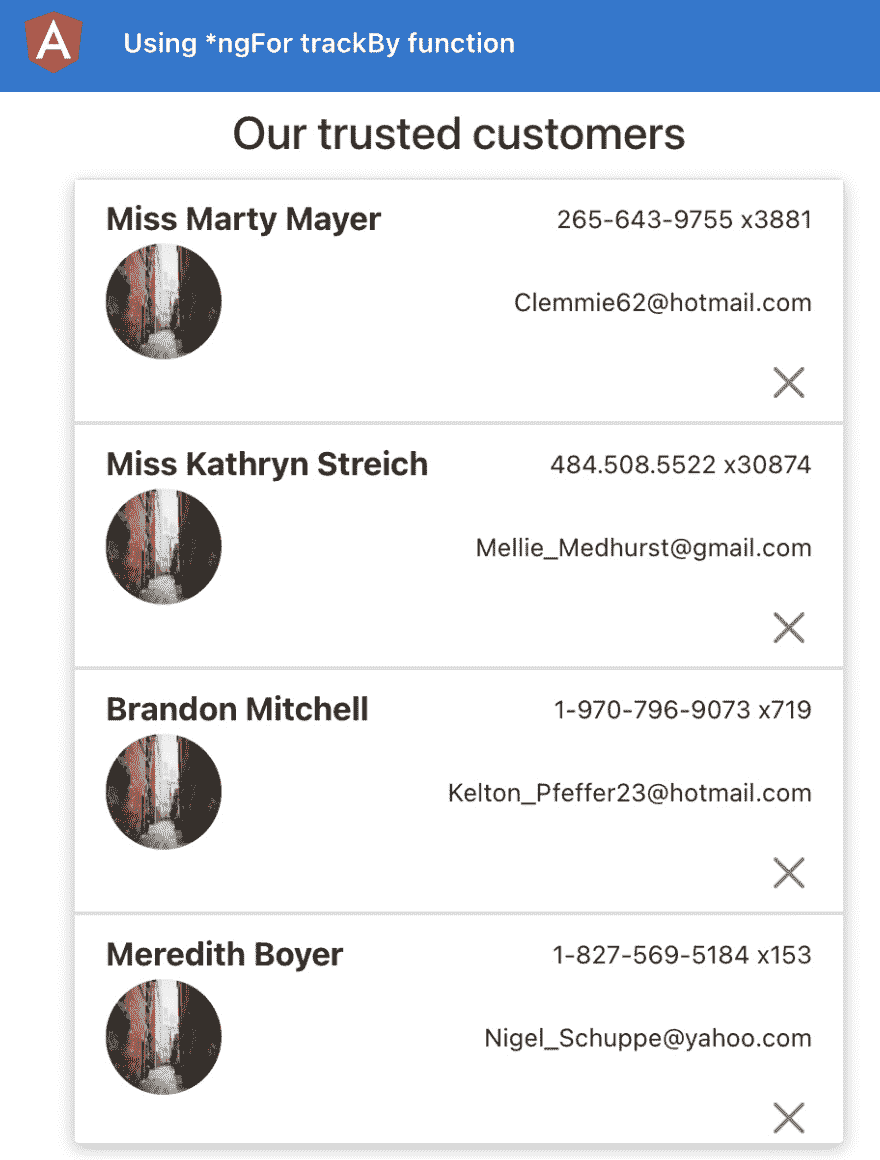 A
Using *ngFor trackBy function
Our trusted customers
Miss Marty Mayer
265-643-9755 x3881
Clemmie62@hotmail.com
Miss Kathryn Streich
484.508.5522 x30874
Mellie_Medhurst@gmail.com
Brandon Mitchell
1-970-796-9073 x719
Kelton_Pfeffer23@hotmail.com
Meredith Boyer
1-827-569-5184 x153
Nigel_Schuppe@yahoo.com